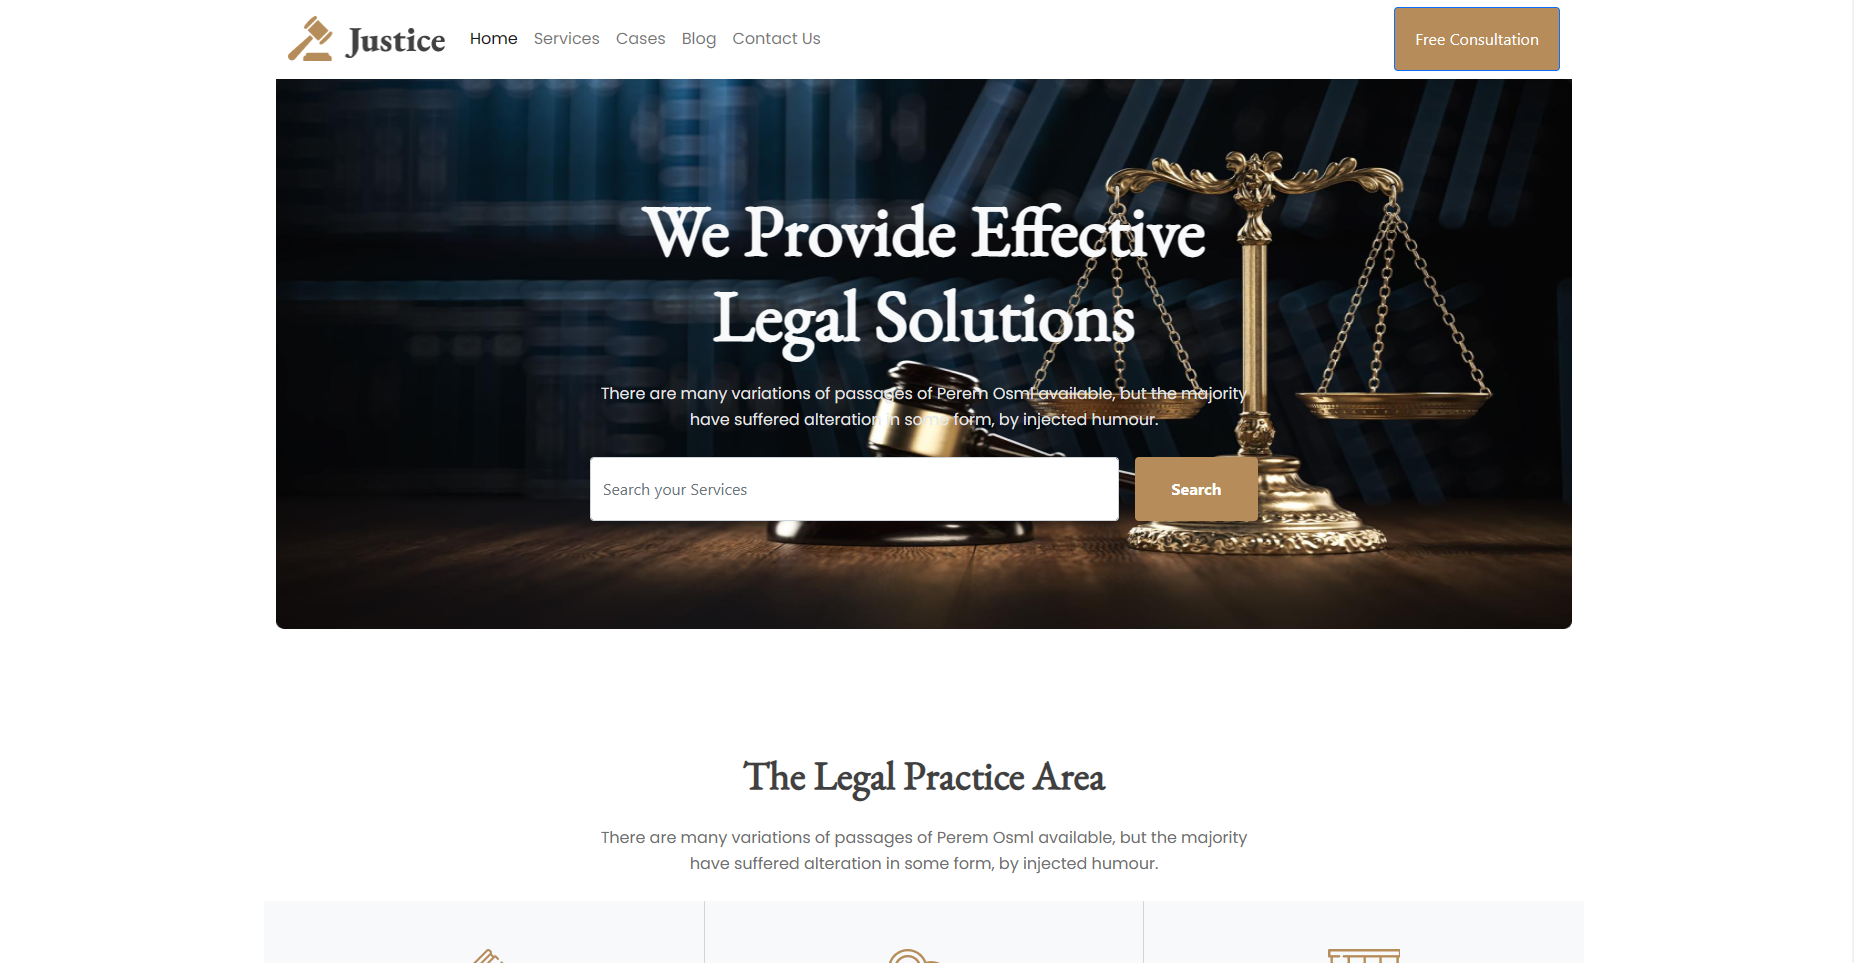 Justice
Home Services Cases Blog Contact Us
Free Consultation
We Provide Effective
Legal Solutions
There are many variations of passages of Perem Osml available, but the majority
have suffered alteration in some form, by injected humour.
Search your Services
Search
The Legal Practice Area
There are many variations of passages of Perem Osml available, but the majority
have suffered alteration in some form, by injected humour.